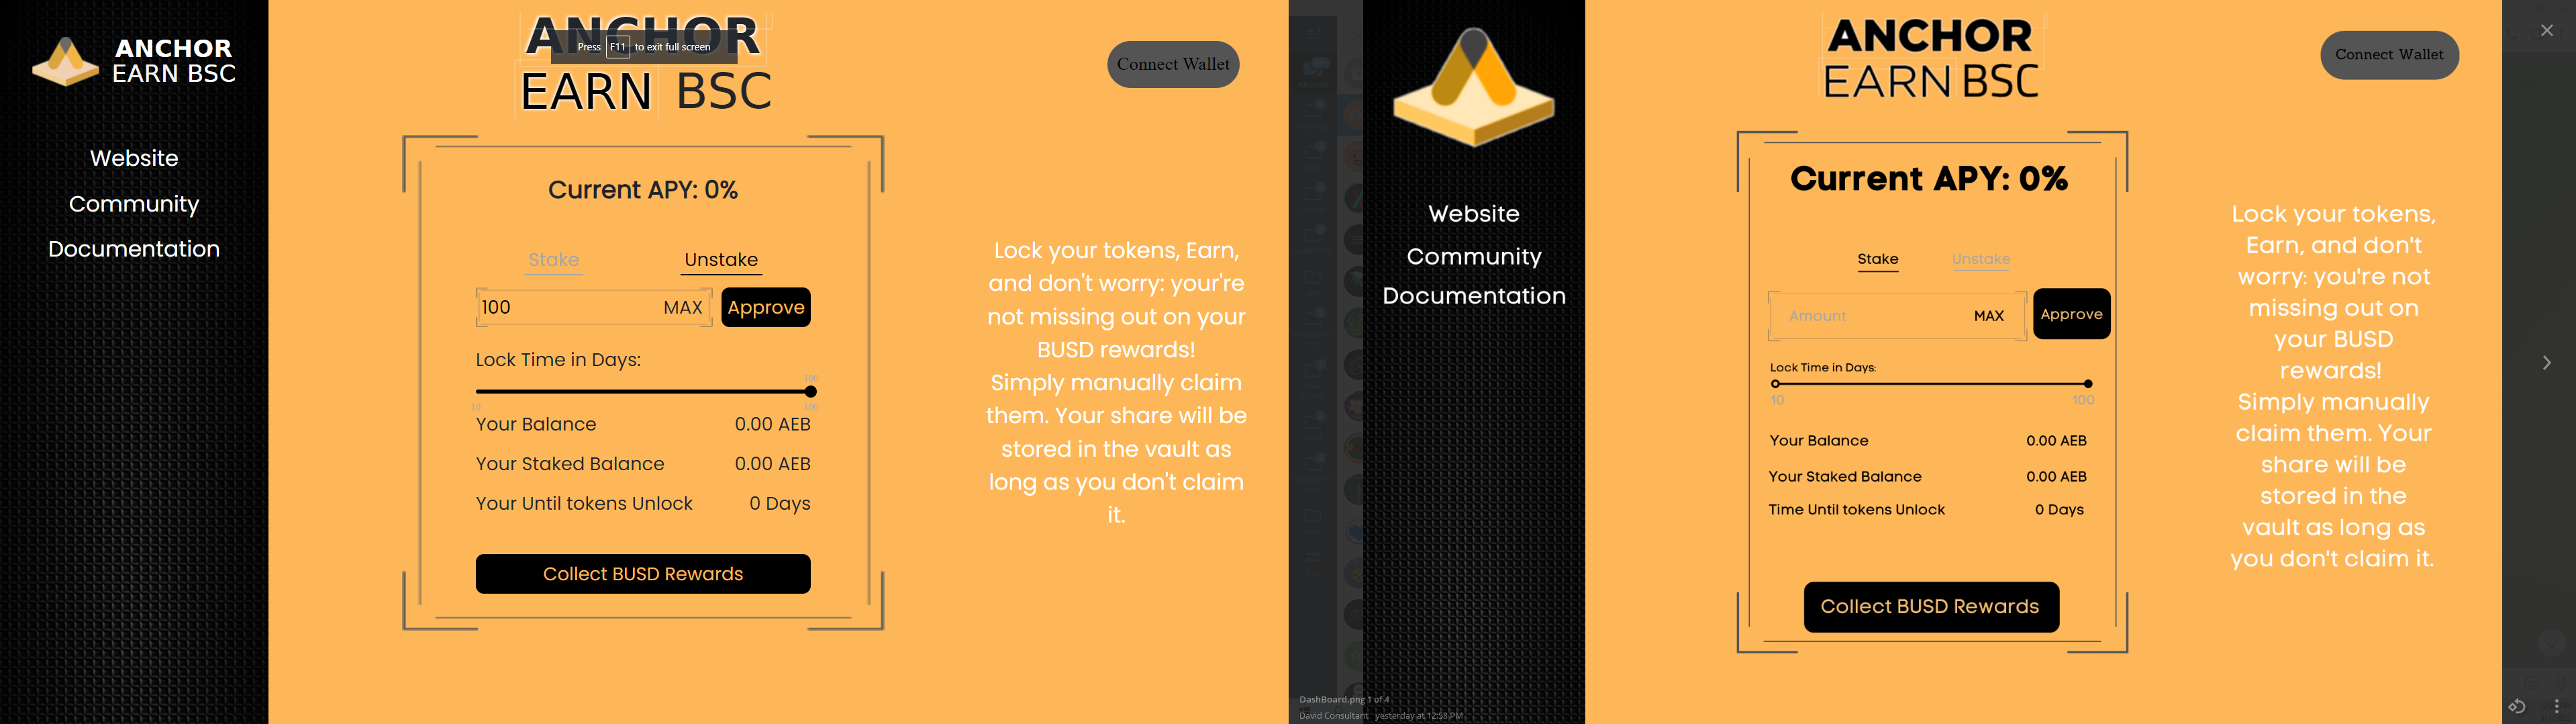 ANCHOR
EARN BSC
Website
Community
Documentation
ANCHOR
EARN BSC
Press F11 to exit full screen
Connect Wallet
Current APY: 0%
Stake Unstake
100 MAX Approve
Lock Time in Days:
100
10 100
Your Balance 0.00 AEB
Your Staked Balance 0.00 AEB
Your Until tokens Unlock 0 Days
Collect BUSD Rewards
Lock your tokens, Earn,
and don't worry: your're
not missing out on your
BUSD rewards!
Simply manually claim
them. Your share will be
stored in the vault as
long as you don't claim
it.
DashBoard.png 1 of 4
David Consultant yesterday at 12:58 PM
Website
Community
Documentation
ANCHOR
EARN BSC
Connect Wallet
Current APY: 0%
Stake Unstake
Amount MAX Approve
Lock Time in Days:
10 100
Your Balance 0.00 AEB
Your Staked Balance 0.00 AEB
Time Until tokens Unlock 0 Days
Collect BUSD Rewards
Lock your tokens,
Earn, and don't
worry: you're not
missing out on
your BUSD
rewards!
Simply manually
claim them. Your
share will be
stored in the
vault as long as
you don't claim it.